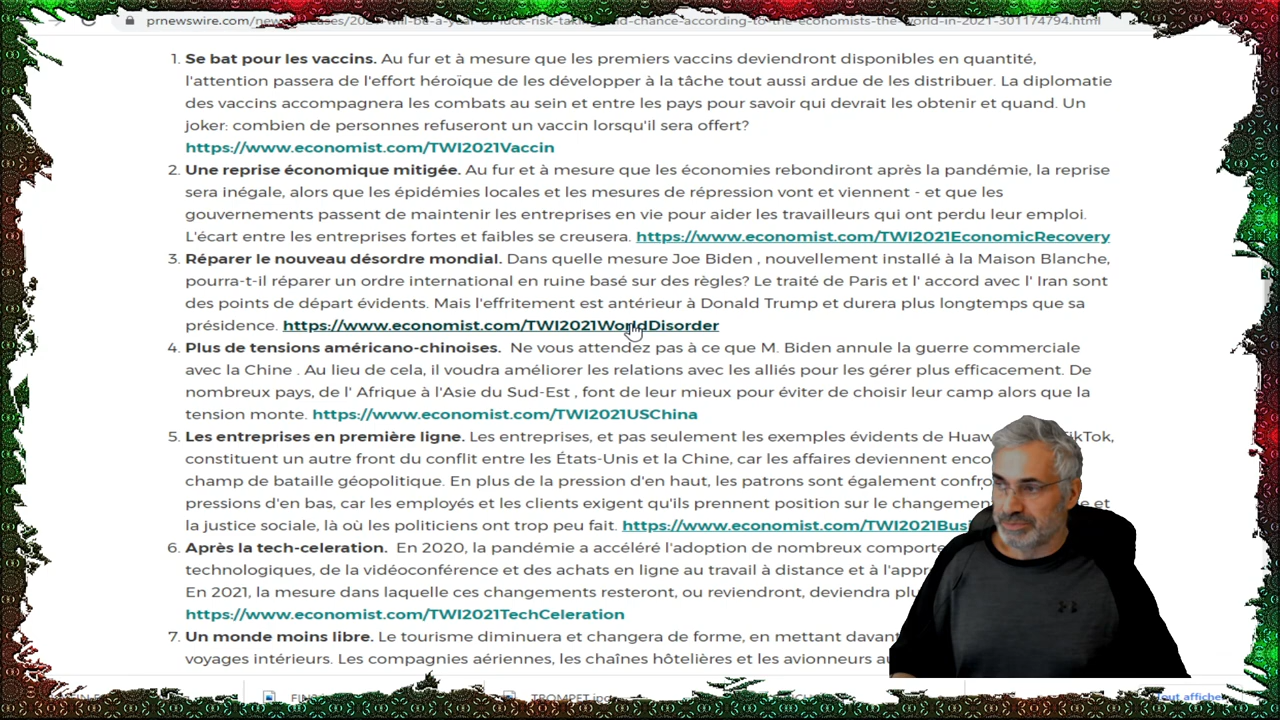 prnewswire.com/
1. Se bat pour les vaccins. Au fur et à mesure que les premiers vaccins deviendront disponibles en quantité,
l'attention passera de l'effort héroïque de les développer à la tâche tout aussi ardue de les distribuer. La diplomatie
des vaccins accompagnera les combats au sein et entre les pays pour savoir qui devrait les obtenir et quand. Un
joker: combien de personnes refuseront un vaccin lorsqu'il sera offert?
https://www.economist.com/TWI2021Vaccin
2. Une reprise économique mitigée. Au fur et à mesure que les économies rebondiront après la pandémie, la reprise
sera inégale, alors que les épidémies locales et les mesures de répression vont et viennent - et que les
gouvernements passent de maintenir les entreprises en vie pour aider les travailleurs qui ont perdu leur emploi.
L'écart entre les entreprises fortes et faibles se creusera. https://www.economist.com/TWI2021EconomicRecovery
3. Réparer le nouveau désordre mondial. Dans quelle mesure Joe Biden , nouvellement installé à la Maison Blanche,
pourra-t-il réparer un ordre international en ruine basé sur des règles? Le traité de Paris et l' accord avec l' Iran sont
des points de départ évidents. Mais l'effritement est antérieur à Donald Trump et durera plus longtemps que sa
présidence. https://www.economist.com/TWI2021WorldDisorder
4. Plus de tensions américano-chinoises. Ne vous attendez pas à ce que M. Biden annule la guerre commerciale
avec la Chine . Au lieu de cela, il voudra améliorer les relations avec les alliés pour les gérer plus efficacement. De
nombreux pays, de l' Afrique à l'Asie du Sud-Est , font de leur mieux pour éviter de choisir leur camp alors que la
tension monte. https://www.economist.com/TWI2021USChina
5. Les entreprises en première ligne. Les entreprises, et pas seulement les exemples évidents de TikTok,
constituent un autre front du conflit entre les États-Unis et la Chine, car les affaires deviennent
champ de bataille géopolitique. En plus de la pression d'en haut, les patrons sont également
pressions d'en bas, car les employés et les clients exigent qu'ils prennent position sur le et
la justice sociale, là où les politiciens ont trop peu fait. https://www.economist.com/TWI2021Busi
6. Après la tech-celeration. En 2020, la pandémie a accéléré l'adoption de nombreux
technologiques, de la vidéoconférence et des achats en ligne au travail à distance et à
En 2021, la mesure dans laquelle ces changements resteront, ou reviendront, deviendra
https://www.economist.com/TWI2021TechCeleration
7. Un monde moins libre. Le tourisme diminuera et changera de forme, en mettant
voyages intérieurs. Les compagnies aériennes, les chaînes hôtelières et les avionneurs